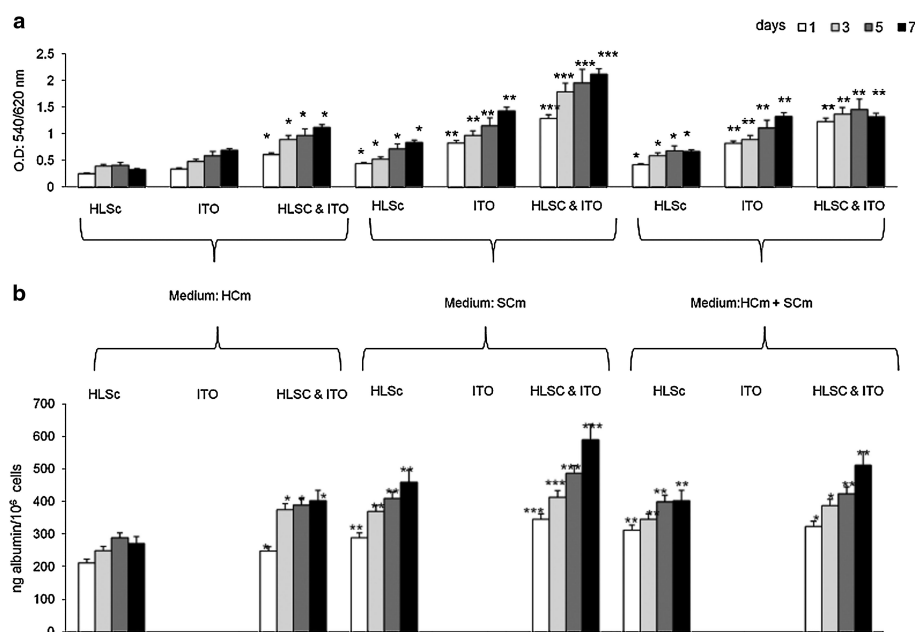 a
days 1 3 5 7
2.5
2
1.5
1
0.5
0
O.D: 540/620 nm
* * * * * * * * ** ** ** ** *** *** *** *** * * * * ** ** ** ** ** ** ** **
HLSc ITO HLSC & ITO HLSc ITO HLSC & ITO HLSc ITO HLSC & ITO
b
Medium: HCm Medium: SCm Medium:HCm + SCm
HLSc ITO HLSC & ITO HLSc ITO HLSC & ITO HLSc ITO HLSC & ITO
700
600
500
400
300
200
100
0
ng albumin/10⁶ cells
* * * * ** ** ** ** *** *** *** *** ** ** ** ** * * ** **